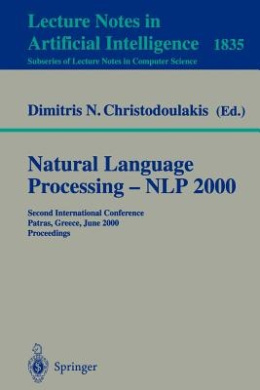 Lecture Notes in
Artificial Intelligence 1835
Subseries of Lecture Notes in Computer Science
Dimitris N. Christodoulakis (Ed.)
Natural Language
Processing – NLP 2000
Second International Conference
Patras, Greece, June 2000
Proceedings
Springer